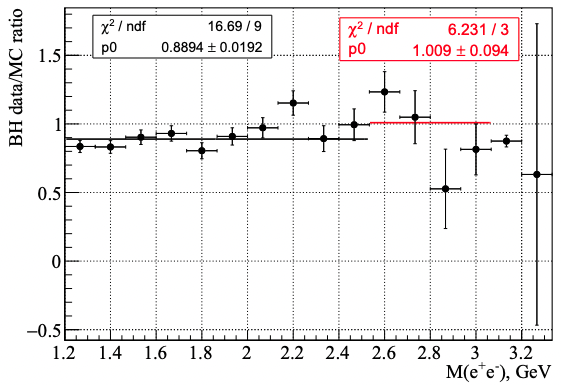 χ² / ndf 16.69 / 9
p0 0.8894 ± 0.0192
χ² / ndf 6.231 / 3
p0 1.009 ± 0.094
BH data/MC ratio
1.5
1
0.5
0
−0.5
1.2 1.4 1.6 1.8 2 2.2 2.4 2.6 2.8 3 3.2
M(e⁺e⁻), GeV